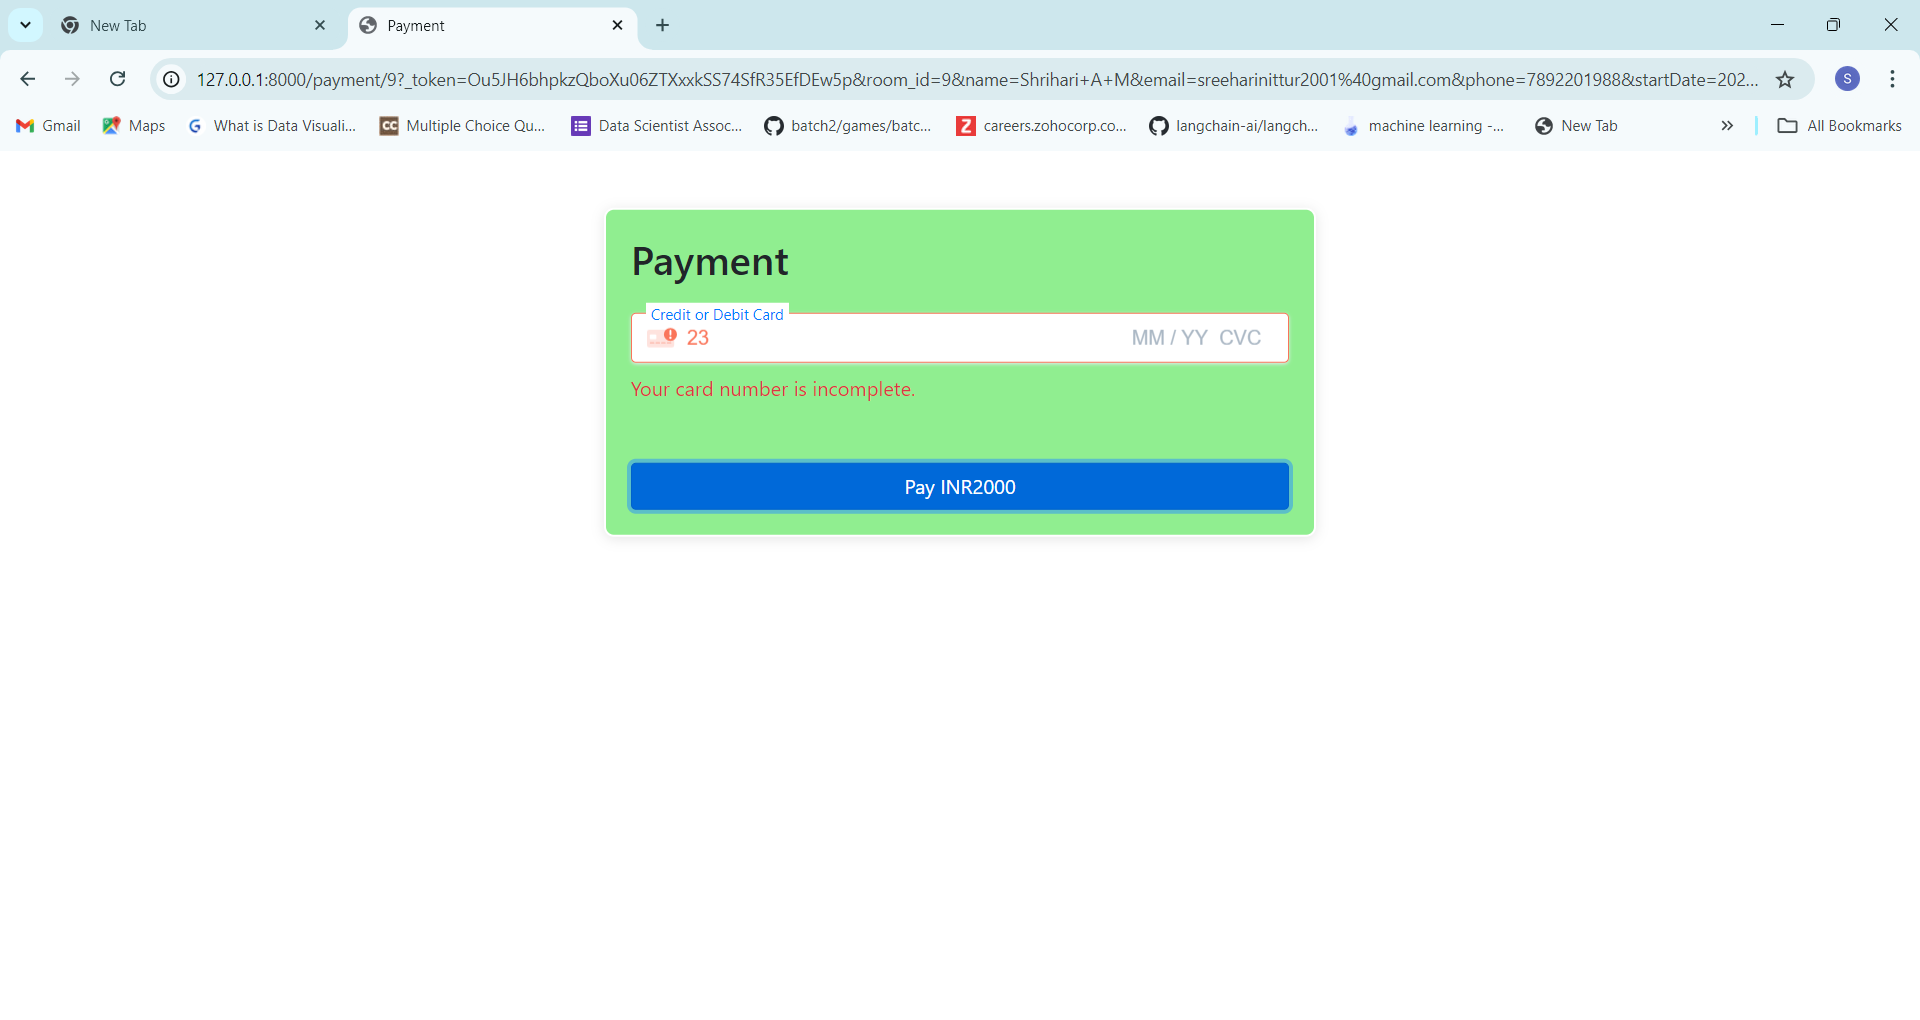 New Tab
Payment
127.0.0.1:8000/payment/9?_token=Ou5JH6bhpkzQboXu06ZTXxxkSS74SfR35EfDEw5p&room_id=9&name=Shrihari+A+M&email=sreeharinittur2001%40gmail.com&phone=7892201988&startDate=202...
S
Gmail
Maps
G What is Data Visuali...
CC Multiple Choice Qu...
Data Scientist Assoc...
batch2/games/batc...
Z careers.zohocorp.co...
langchain-ai/langch...
machine learning -...
New Tab
All Bookmarks
Payment
Credit or Debit Card
23 MM / YY CVC
Your card number is incomplete.
Pay INR2000